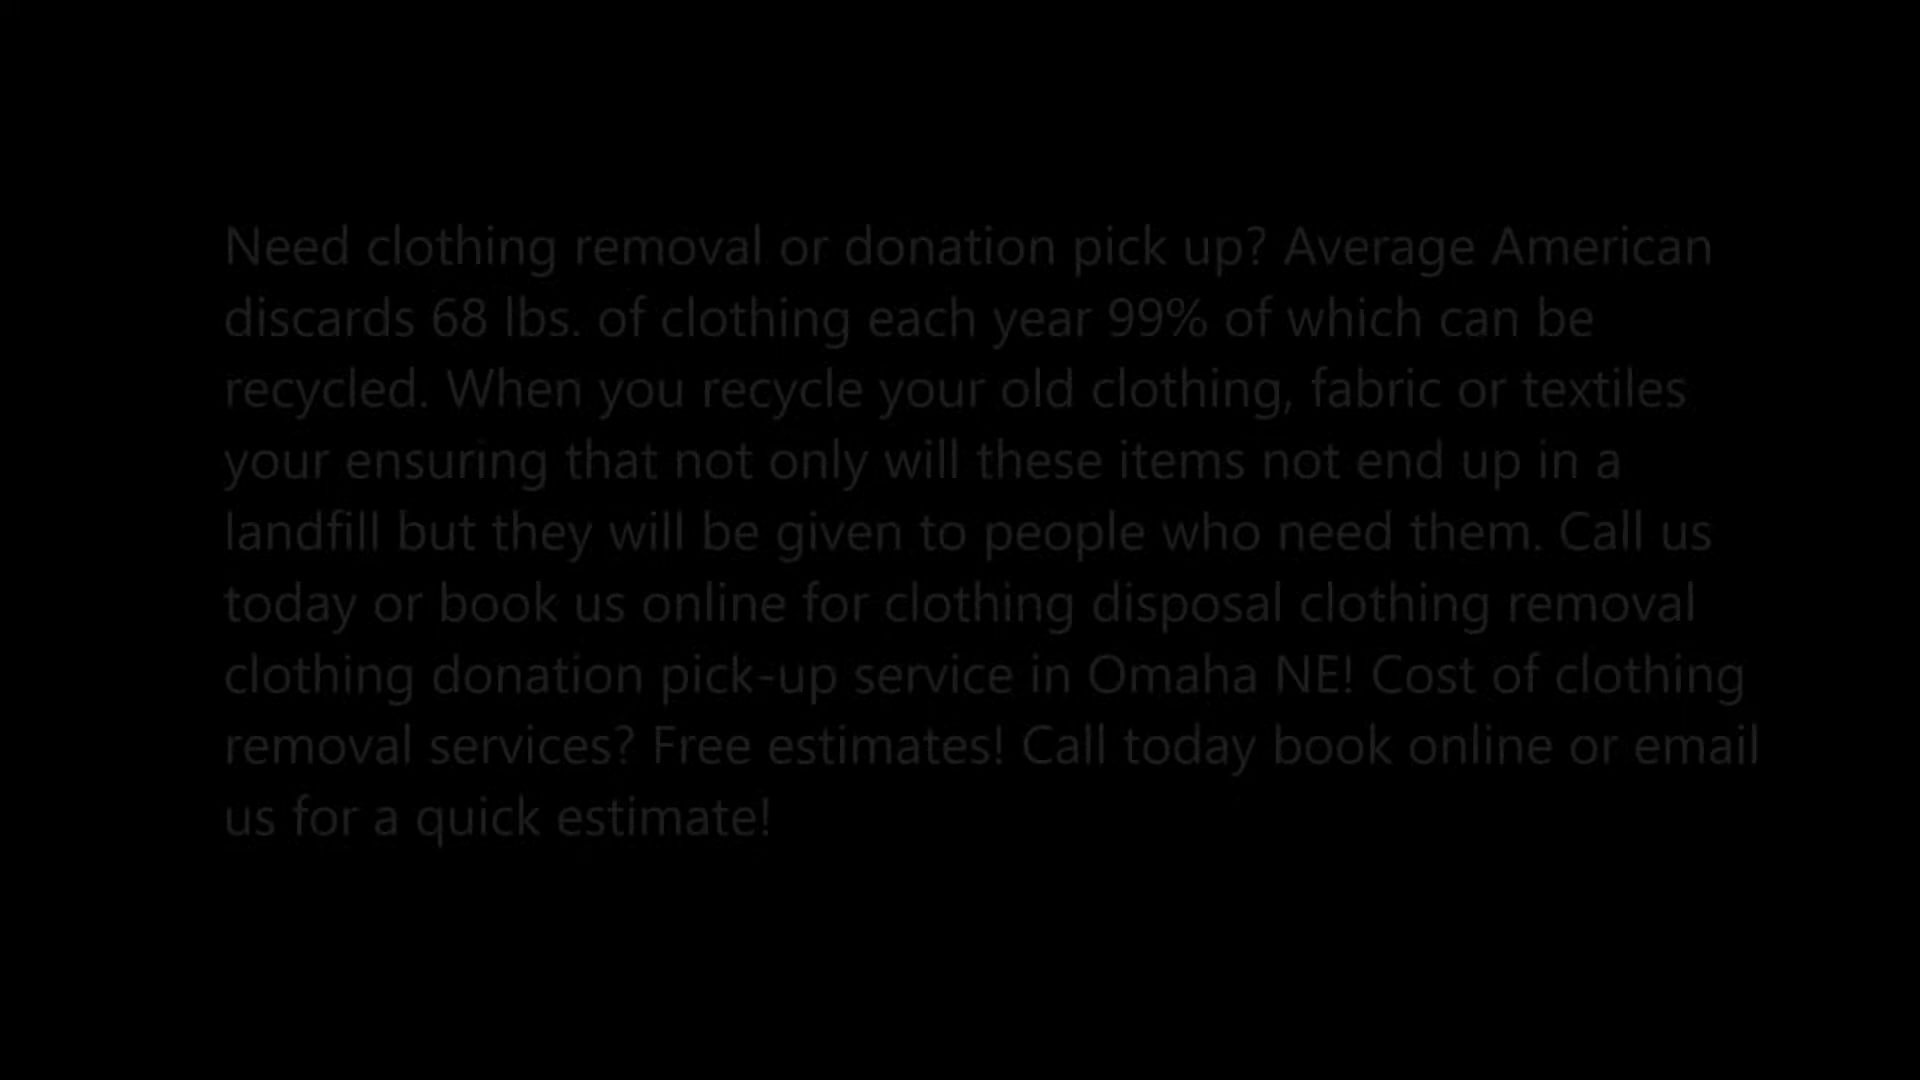 Need clothing removal or donation pick up? Average American
discards 68 lbs. of clothing each year 99% of which can be
recycled. When you recycle your old clothing, fabric or textiles
your ensuring that not only will these items not end up in a
landfill but they will be given to people who need them. Call us
today or book us online for clothing disposal clothing removal
clothing donation pick-up service in Omaha NE! Cost of clothing
removal services? Free estimates! Call today book online or email
us for a quick estimate!